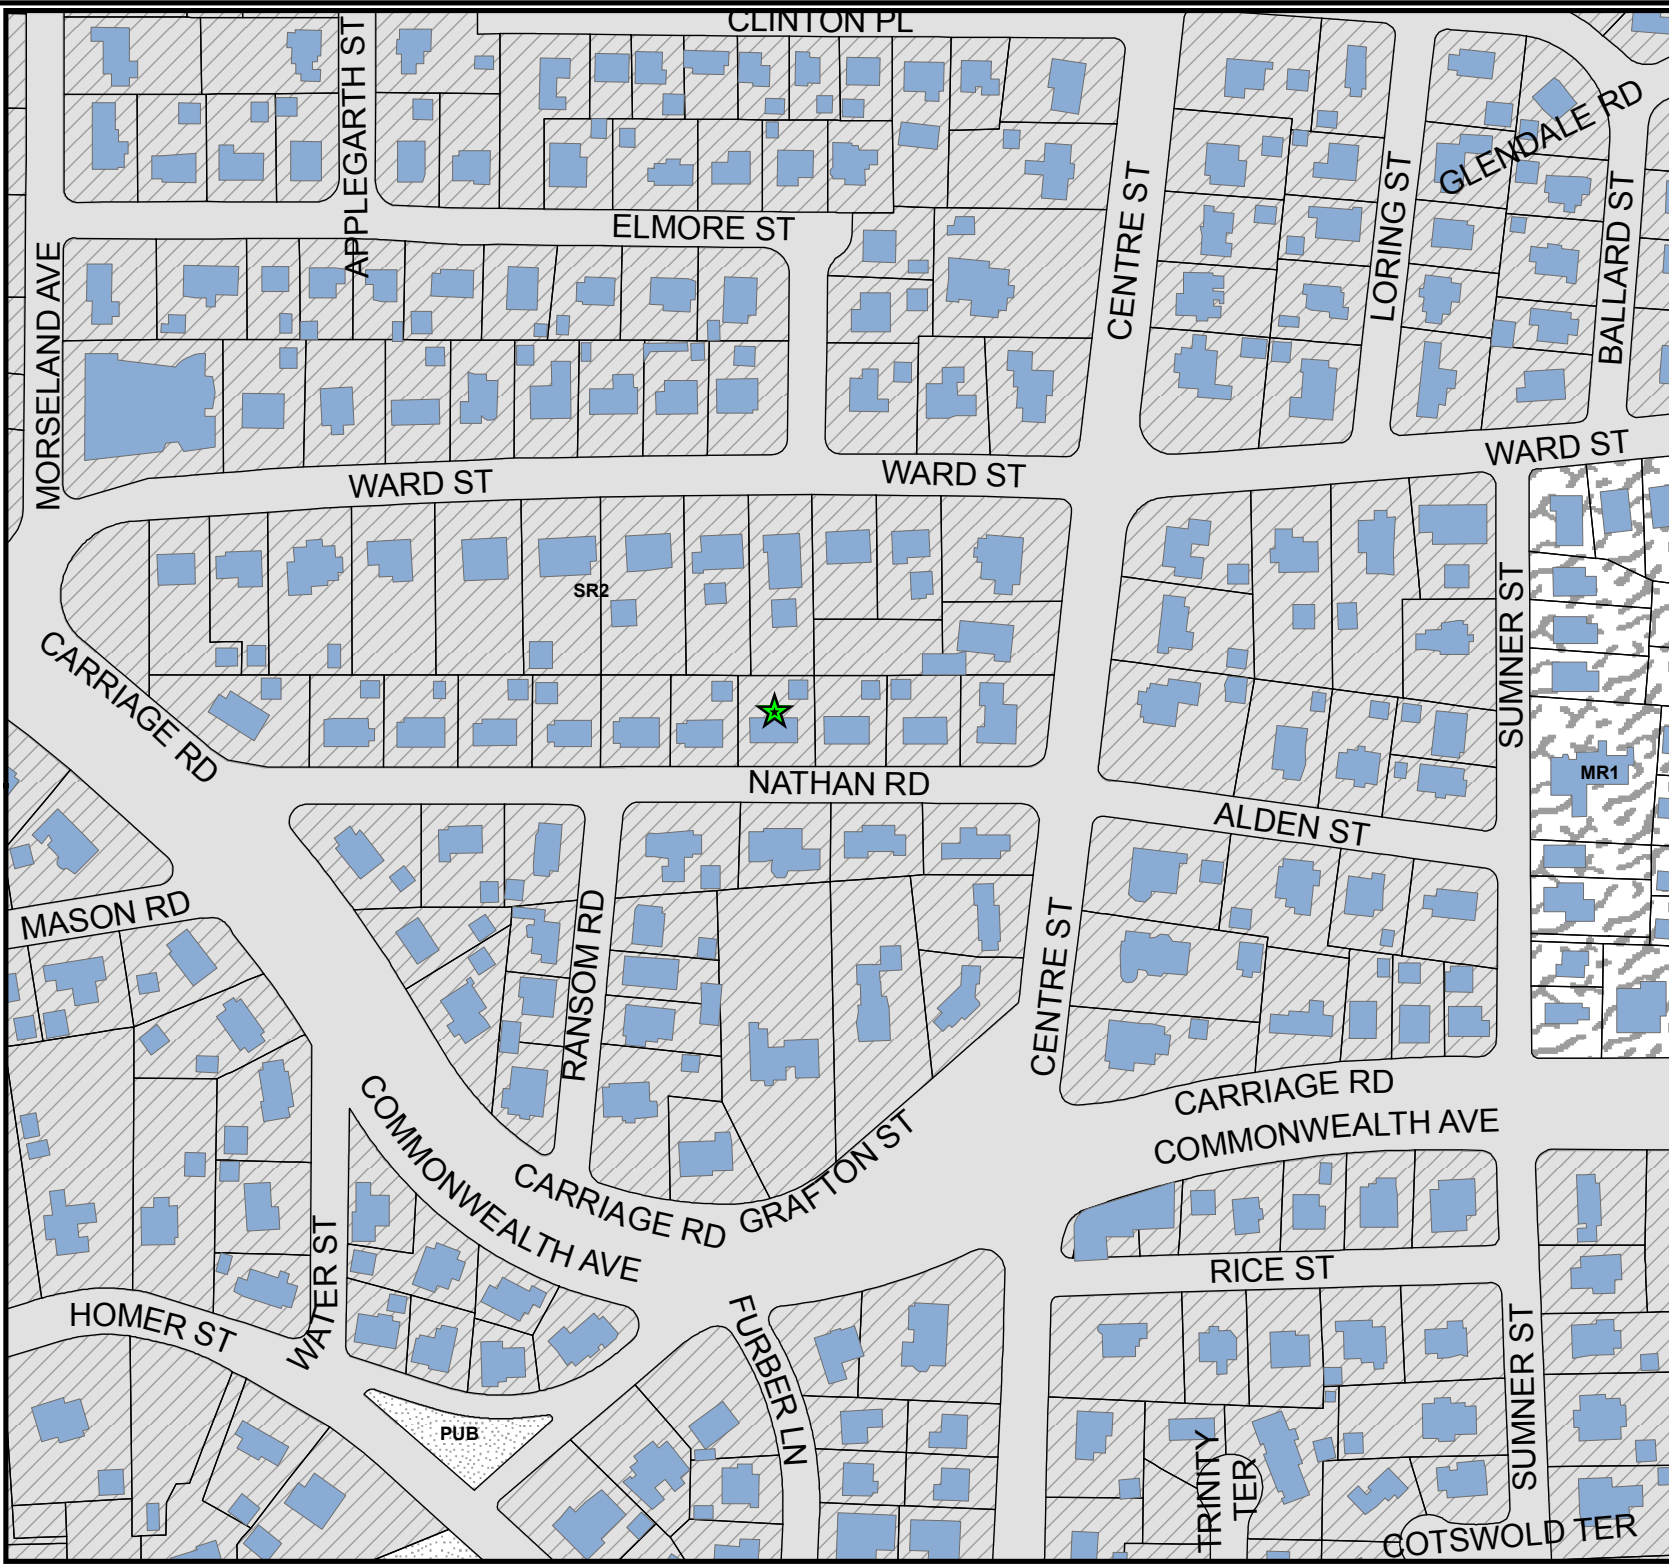 CLINTON PL
APPLEGARTH ST
GLENDALE RD
ELMORE ST
CENTRE ST
LORING ST
BALLARD ST
MORSELAND AVE
WARD ST
WARD ST
WARD ST
SR2
SUMNER ST
CARRIAGE RD
NATHAN RD
MR1
ALDEN ST
MASON RD
RANSOM RD
CENTRE ST
CARRIAGE RD
COMMONWEALTH AVE
COMMONWEALTH AVE
CARRIAGE RD
GRAFTON ST
WATER ST
RICE ST
HOMER ST
FURBER LN
SUMNER ST
PUB
TRINITY
TER
COTSWOLD TER